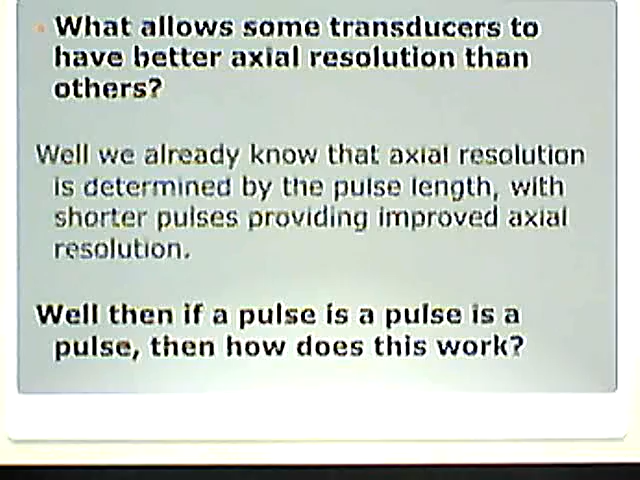 What allows some transducers to
have better axial resolution than
others?
Well we already know that axial resolution
is determined by the pulse length, with
shorter pulses providing improved axial
resolution.
Well then if a pulse is a pulse is a
pulse, then how does this work?